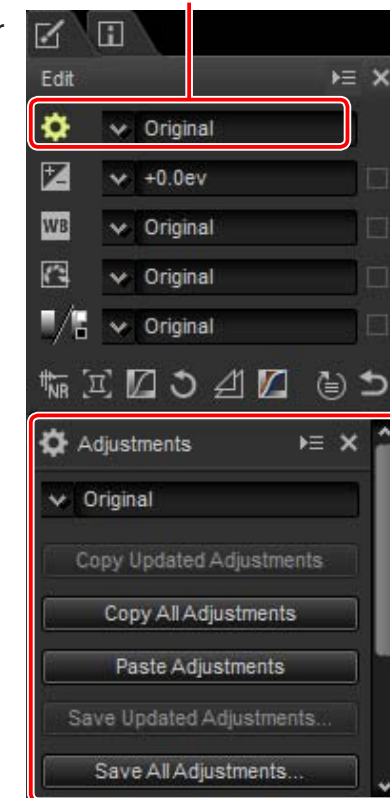 r
Edit
Original
+0.0ev
WB Original
Original
Original
NR
Adjustments
Original
Copy Updated Adjustments
Copy All Adjustments
Paste Adjustments
Save Updated Adjustments...
Save All Adjustments...